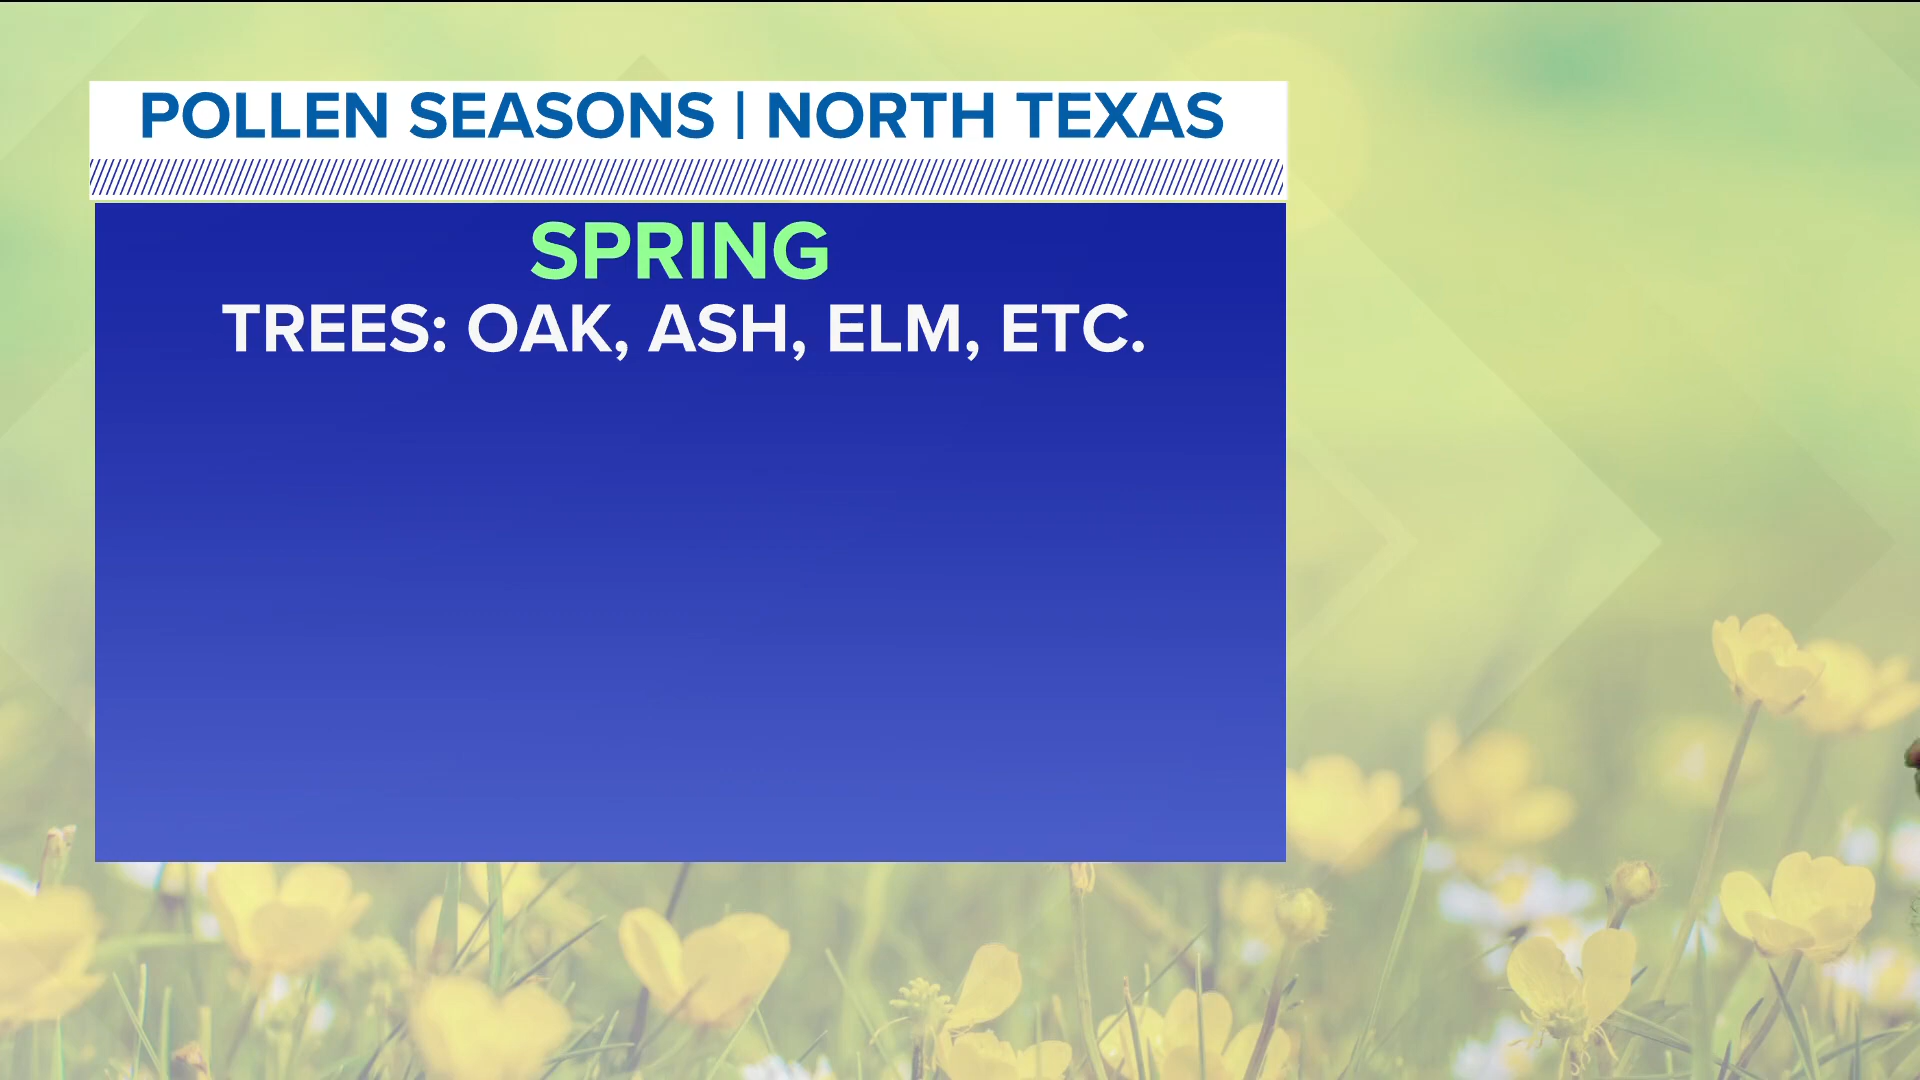 POLLEN SEASONS | NORTH TEXAS
SPRING
TREES: OAK, ASH, ELM, ETC.